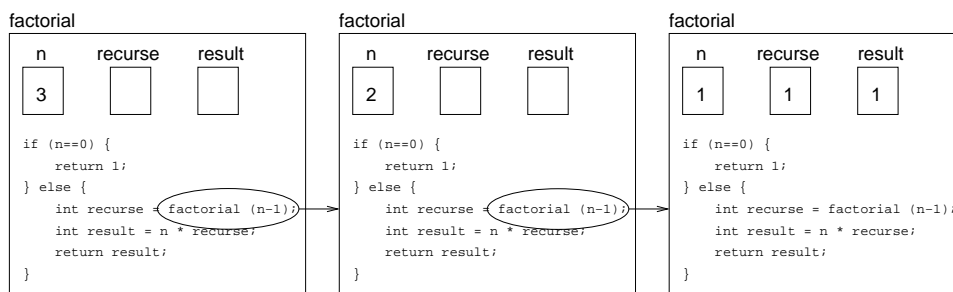 factorial
n recurse result
3
if (n==0) {
return 1;
} else {
int recurse = factorial (n-1);
int result = n * recurse;
return result;
}
factorial
n recurse result
2
if (n==0) {
return 1;
} else {
int recurse = factorial (n-1);
int result = n * recurse;
return result;
}
factorial
n recurse result
1 1 1
if (n==0) {
return 1;
} else {
int recurse = factorial (n-1);
int result = n * recurse;
return result;
}